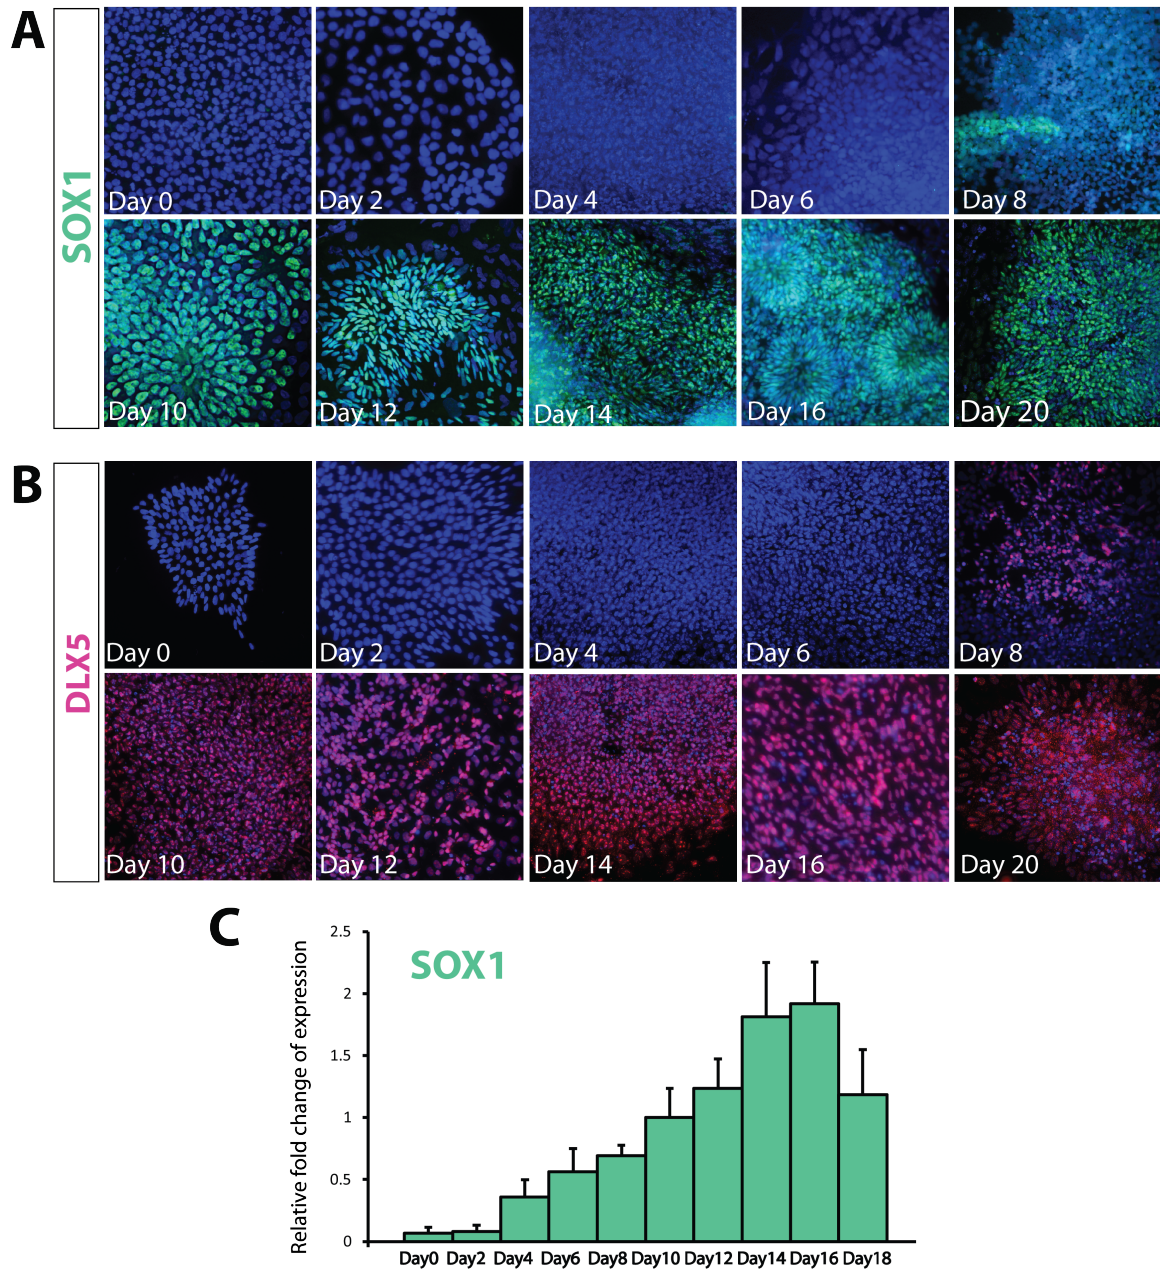 A
SOX1
Day 0
Day 2
Day 4
Day 6
Day 8
Day 10
Day 12
Day 14
Day 16
Day 20
B
DLX5
Day 0
Day 2
Day 4
Day 6
Day 8
Day 10
Day 12
Day 14
Day 16
Day 20
C
SOX1
Relative fold change of expression
2.5
2
1.5
1
0.5
0
Day0 Day2 Day4 Day6 Day8 Day10 Day12 Day14 Day16 Day18